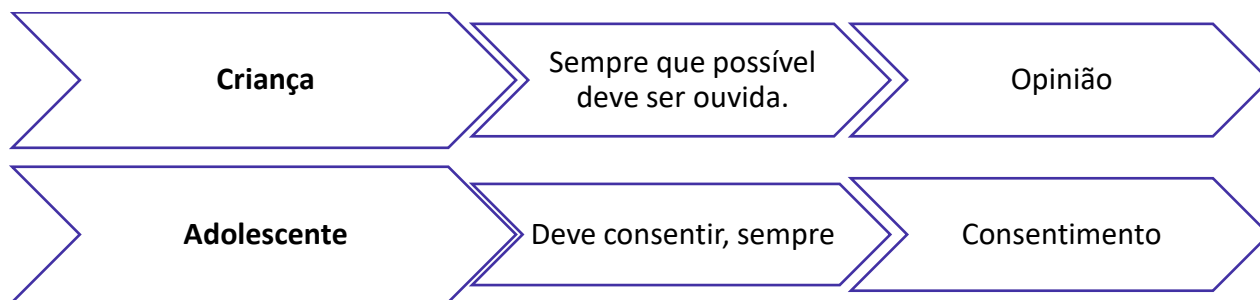 Criança
Sempre que possível
deve ser ouvida.
Opinião
Adolescente
Deve consentir, sempre
Consentimento